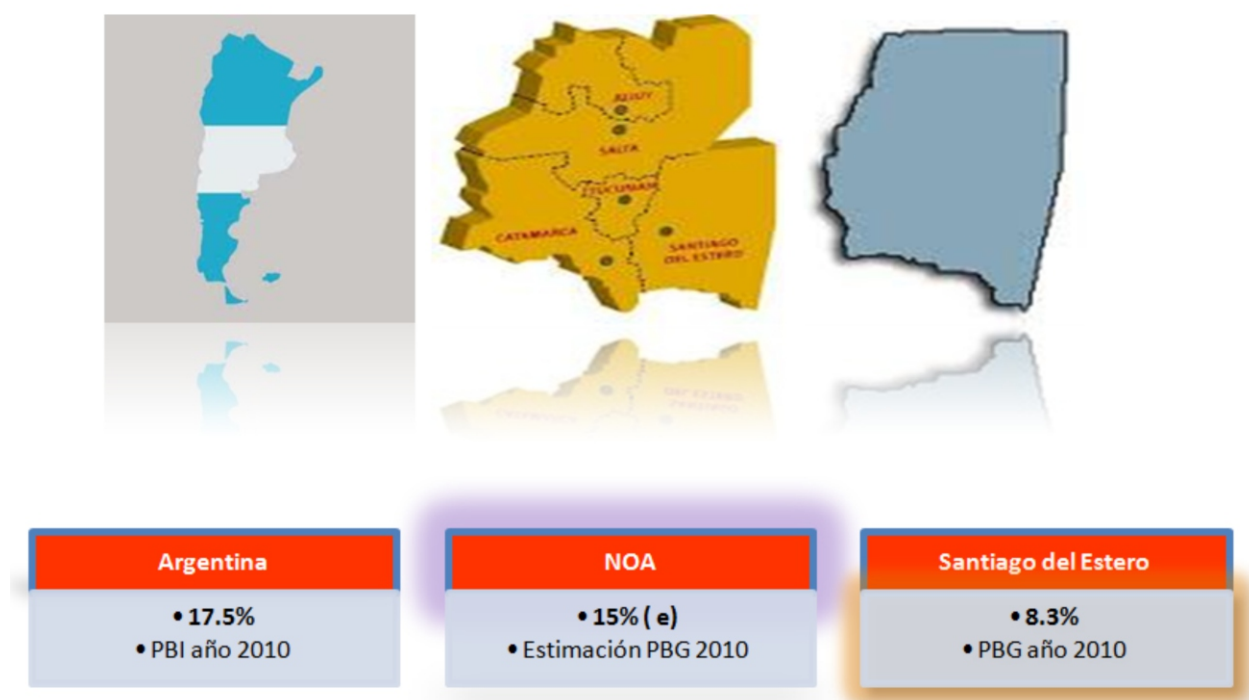 JUJUY
SALTA
TUCUMAN
CATAMARCA
SANTIAGO
DEL ESTERO
Argentina
• 17.5%
• PBI año 2010
NOA
• 15% ( e)
• Estimación PBG 2010
Santiago del Estero
• 8.3%
• PBG año 2010